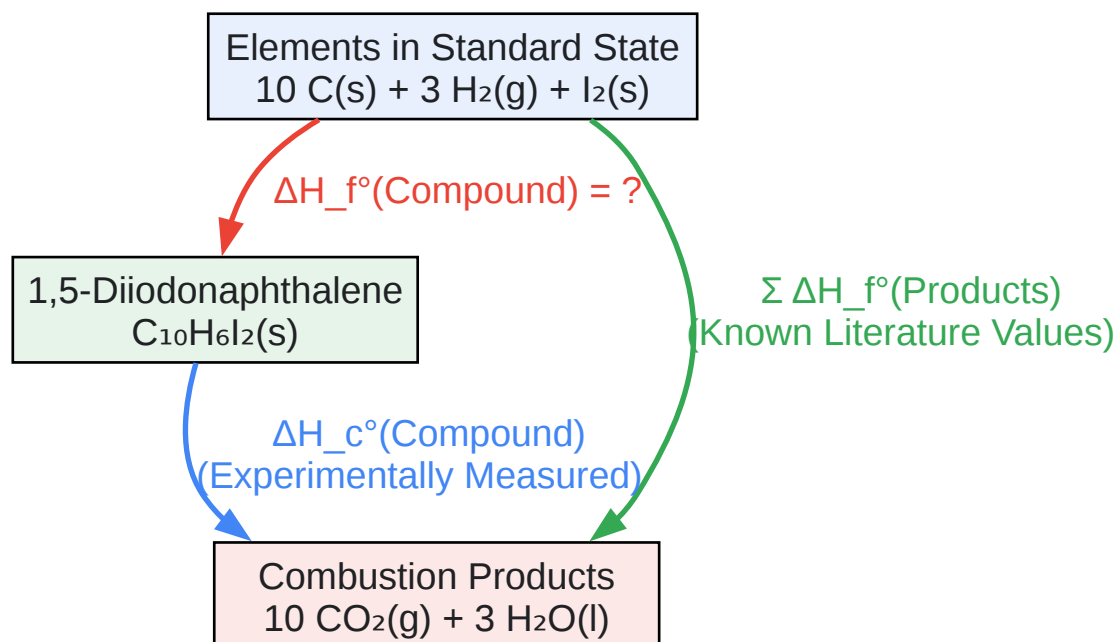 Elements in Standard State
10 C(s) + 3 H₂(g) + I₂(s)
ΔH_f°(Compound) = ?
1,5-Diiodonaphthalene
C₁₀H₆I₂(s)
Σ ΔH_f°(Products)
(Known Literature Values)
ΔH_c°(Compound)
(Experimentally Measured)
Combustion Products
10 CO₂(g) + 3 H₂O(l)